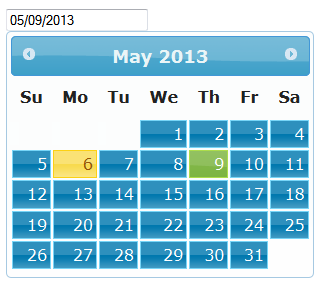 05/09/2013
May 2013
Su Mo Tu We Th Fr Sa
1 2 3 4
5 6 7 8 9 10 11
12 13 14 15 16 17 18
19 20 21 22 23 24 25
26 27 28 29 30 31